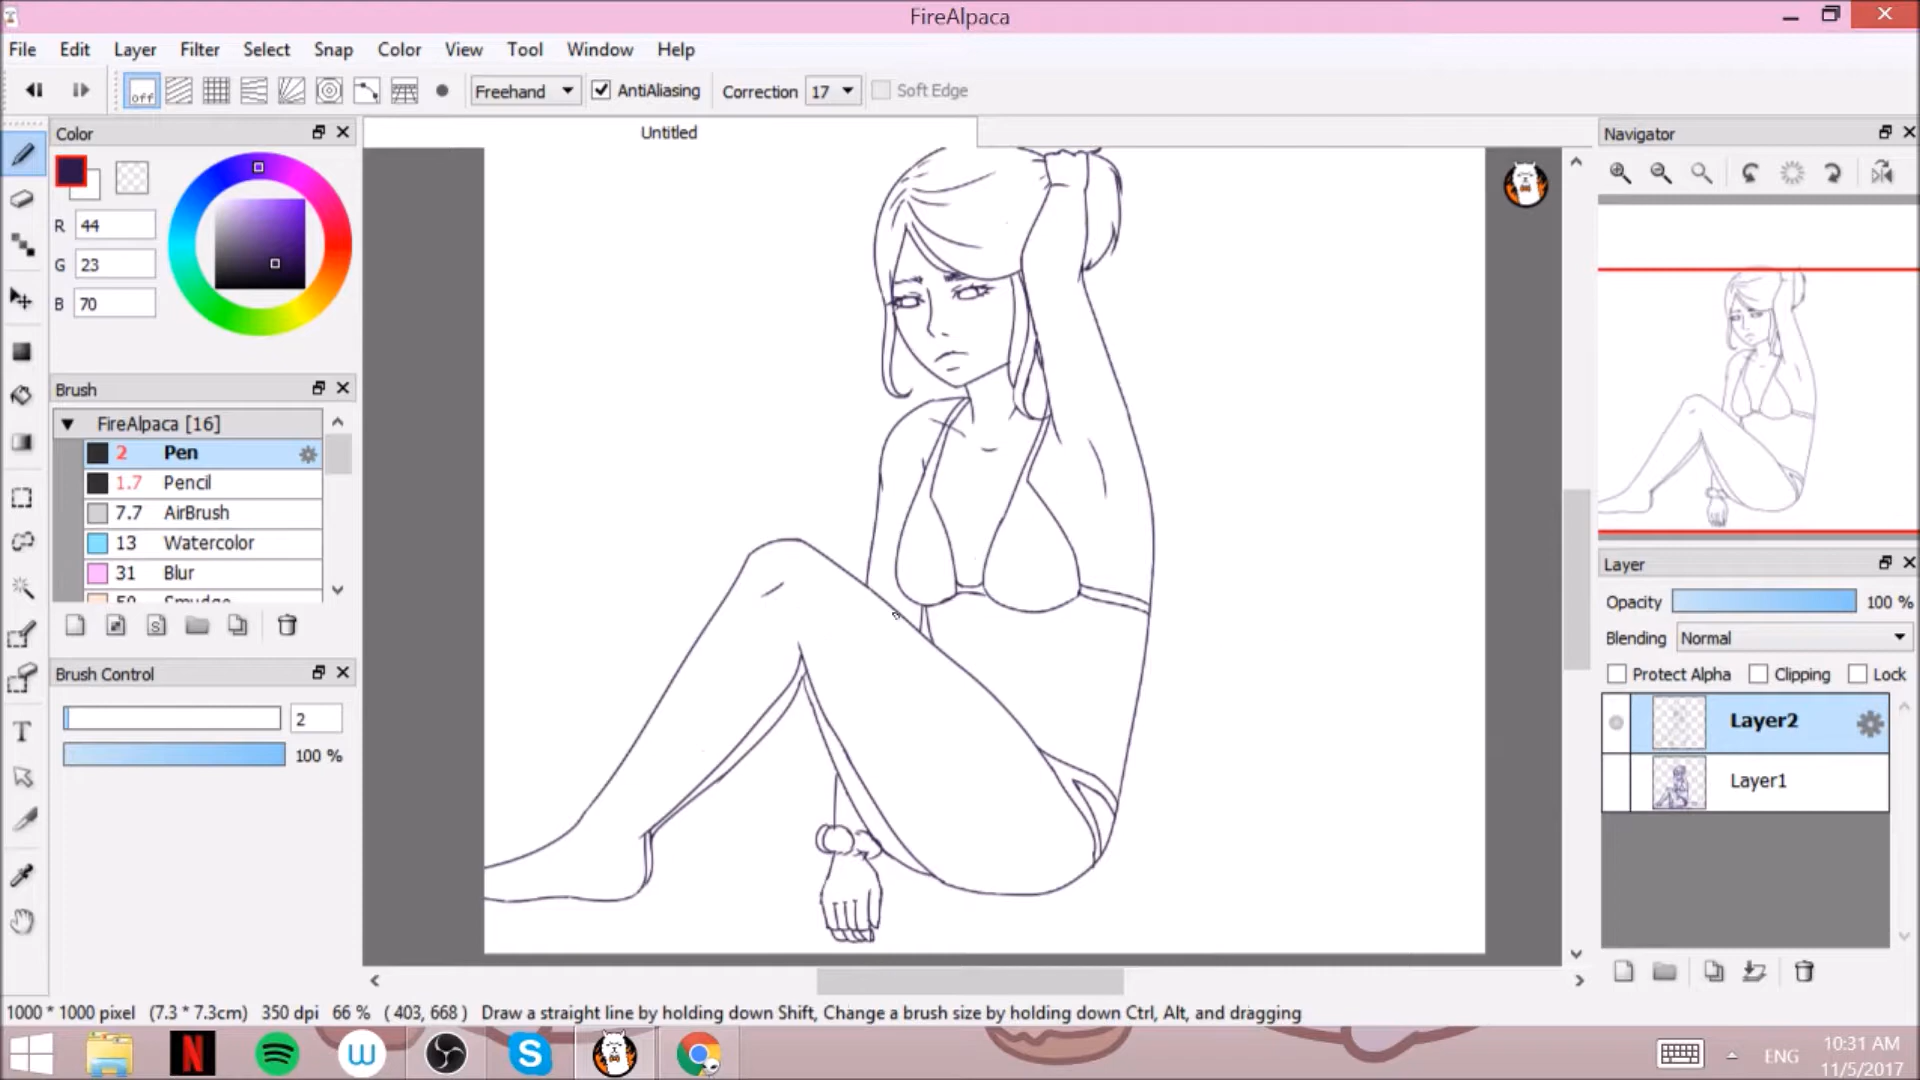 FireAlpaca
File Edit Layer Filter Select Snap Color View Tool Window Help
off Freehand AntiAliasing Correction 17 Soft Edge
Color
R 44
G 23
B 70
Brush
FireAlpaca [16]
2 Pen
1.7 Pencil
7.7 AirBrush
13 Watercolor
31 Blur
50 Smudge
S
Brush Control
2
100 %
T
Untitled
Navigator
Layer
Opacity 100 %
Blending Normal
Protect Alpha Clipping Lock
Layer2
Layer1
1000 * 1000 pixel (7.3 * 7.3cm) 350 dpi 66 % ( 403, 668 ) Draw a straight line by holding down Shift, Change a brush size by holding down Ctrl, Alt, and dragging
N W S ENG 10:31 AM
11/5/2017